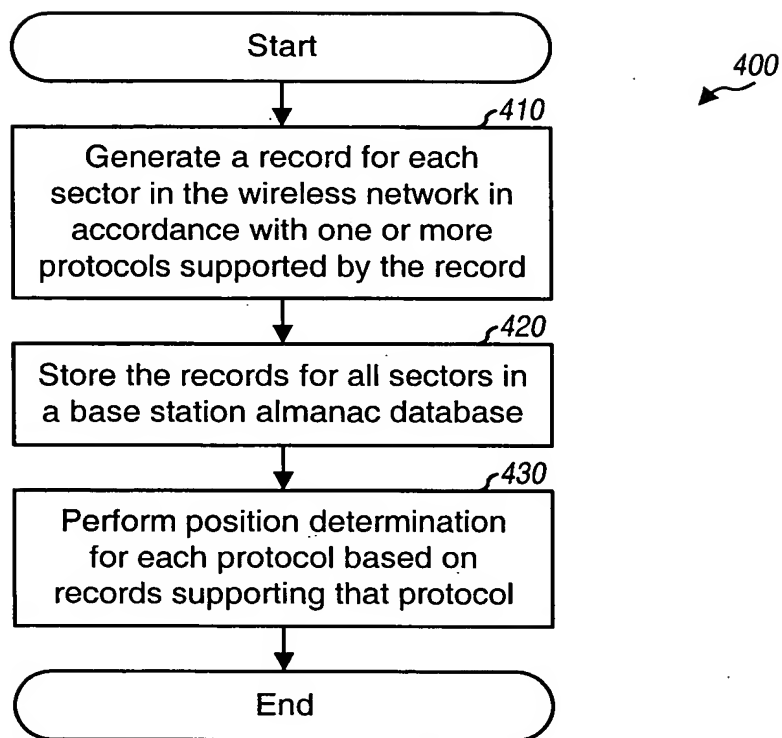 Start
400
410
Generate a record for each
sector in the wireless network in
accordance with one or more
protocols supported by the record
420
Store the records for all sectors in
a base station almanac database
430
Perform position determination
for each protocol based on
records supporting that protocol
End